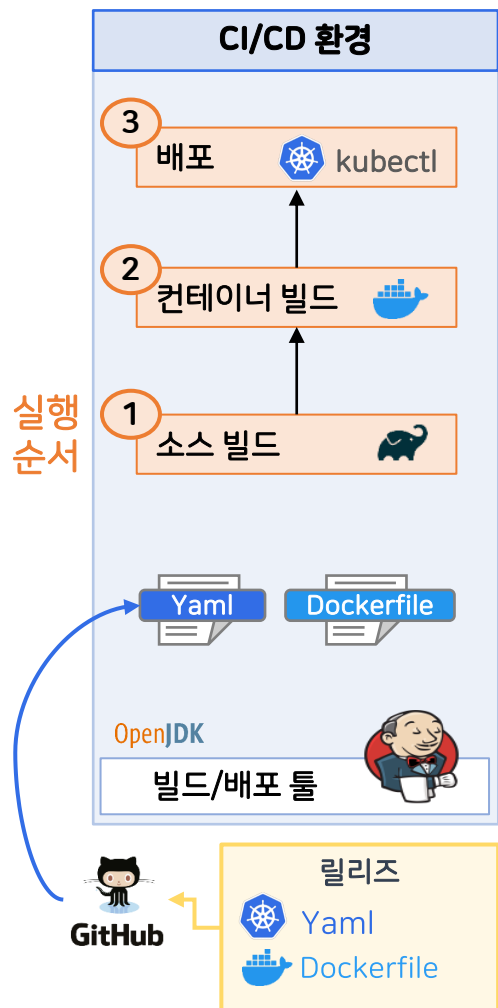 CI/CD 환경
3
배포
kubectl
2
컨테이너 빌드
실행
순서
1
소스 빌드
Yaml
Dockerfile
OpenJDK
빌드/배포 툴
GitHub
릴리즈
Yaml
Dockerfile